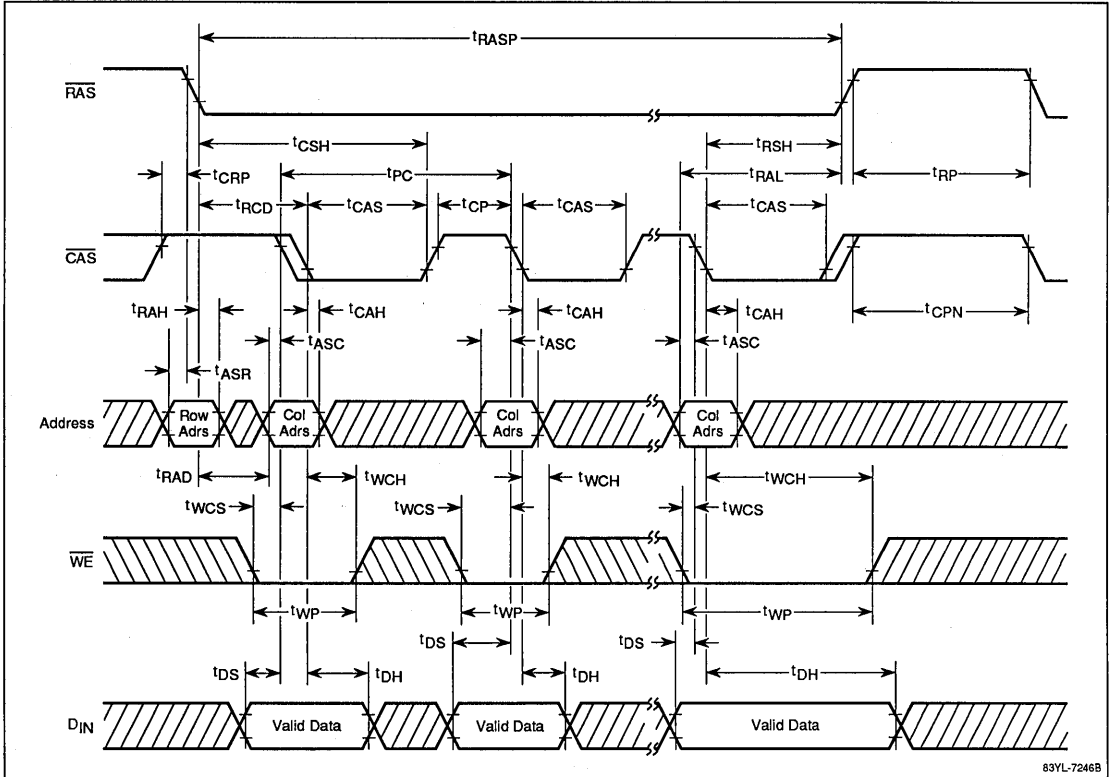 tRASP
RAS
tCSH
tRSH
tCRP
tPC
tRAL
tRP
tRCD
tCAS
tCP
tCAS
tCAS
CAS
tRAH
tCAH
tCAH
tCAH
tCPN
tASC
tASC
tASC
tASR
Address
Row Adrs
Col Adrs
Col Adrs
Col Adrs
tRAD
tWCH
tWCH
tWCH
tWCS
tWCS
tWCS
WE
tWP
tWP
tWP
tDS
tDS
tDS
tDH
tDH
tDH
DIN
Valid Data
Valid Data
Valid Data
83YL-7246B